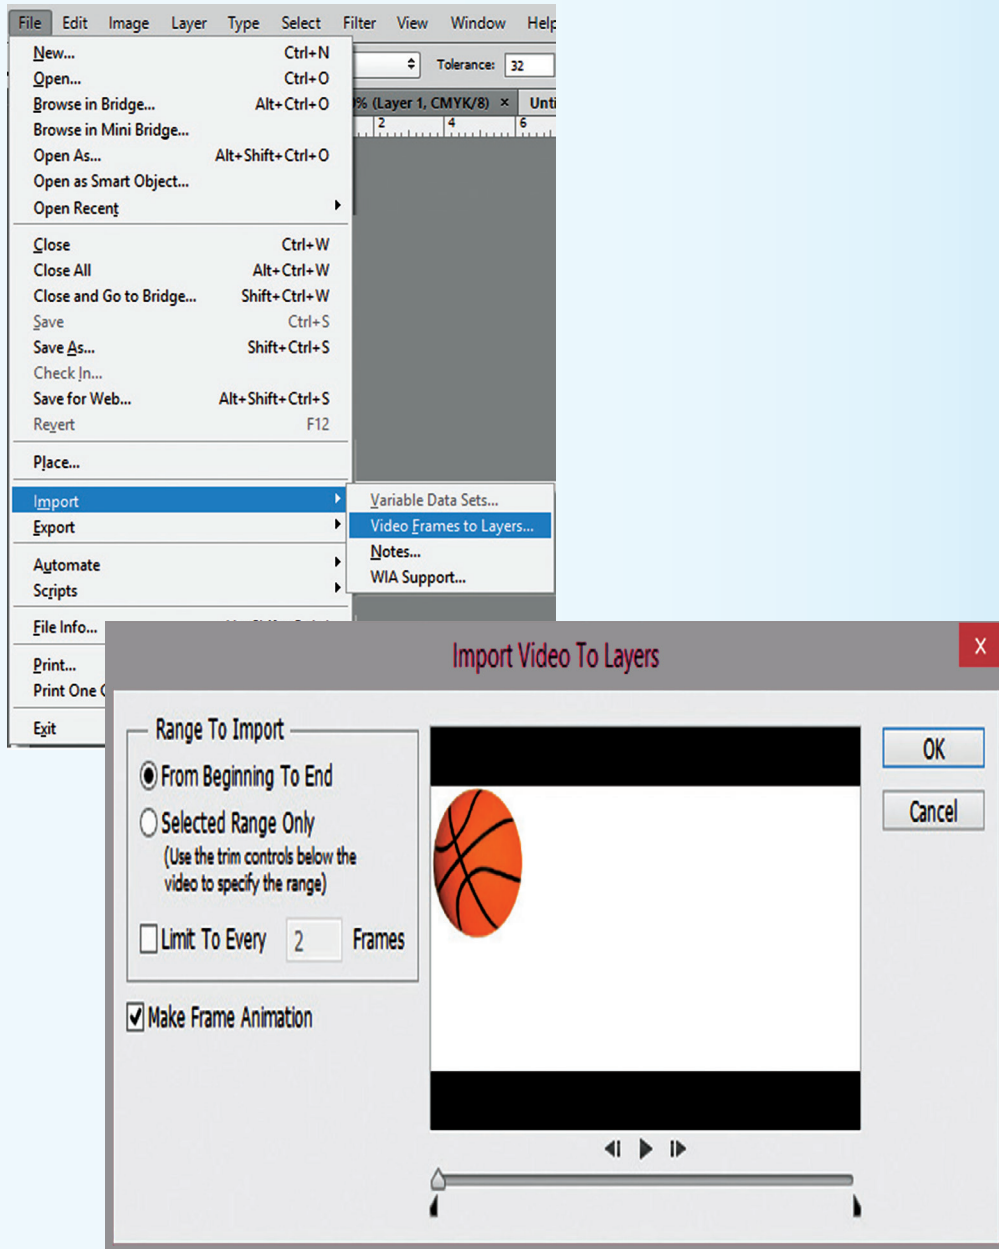 File Edit Image Layer Type Select Filter View Window Help
New... Ctrl+N
Tolerance: 32
Open... Ctrl+O
Browse in Bridge... Alt+Ctrl+O
% (Layer 1, CMYK/8) × Unti
Browse in Mini Bridge...
2 4 6
Open As... Alt+Shift+Ctrl+O
Open as Smart Object...
Open Recent
Close Ctrl+W
Close All Alt+Ctrl+W
Close and Go to Bridge... Shift+Ctrl+W
Save Ctrl+S
Save As... Shift+Ctrl+S
Check In...
Save for Web... Alt+Shift+Ctrl+S
Revert F12
Place...
Import
Export
Variable Data Sets...
Video Frames to Layers...
Notes...
WIA Support...
Automate
Scripts
File Info...
Print...
Print One
Exit
Import Video To Layers
X
Range To Import
From Beginning To End
Selected Range Only
(Use the trim controls below the
video to specify the range)
Limit To Every 2 Frames
Make Frame Animation
OK
Cancel